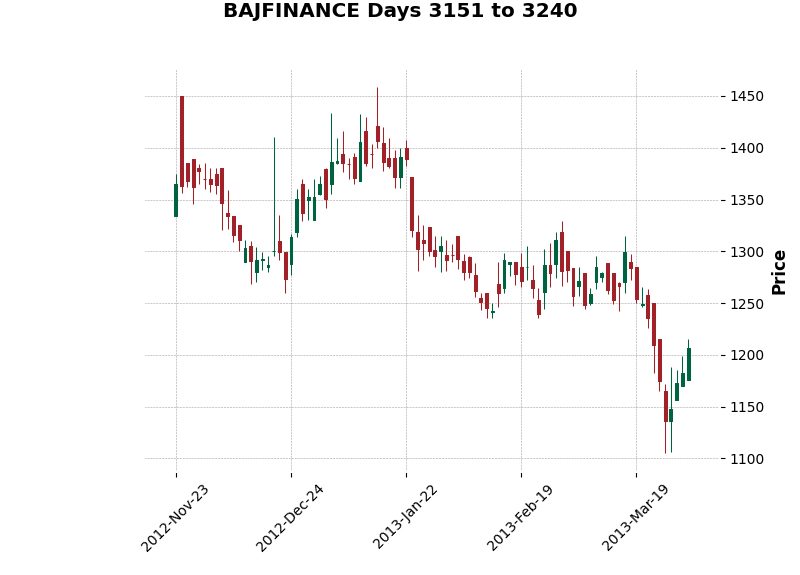 BAJFINANCE Days 3151 to 3240
1450
1400
1350
1300
1250
1200
1150
1100
Price
2012-Nov-23
2012-Dec-24
2013-Jan-22
2013-Feb-19
2013-Mar-19